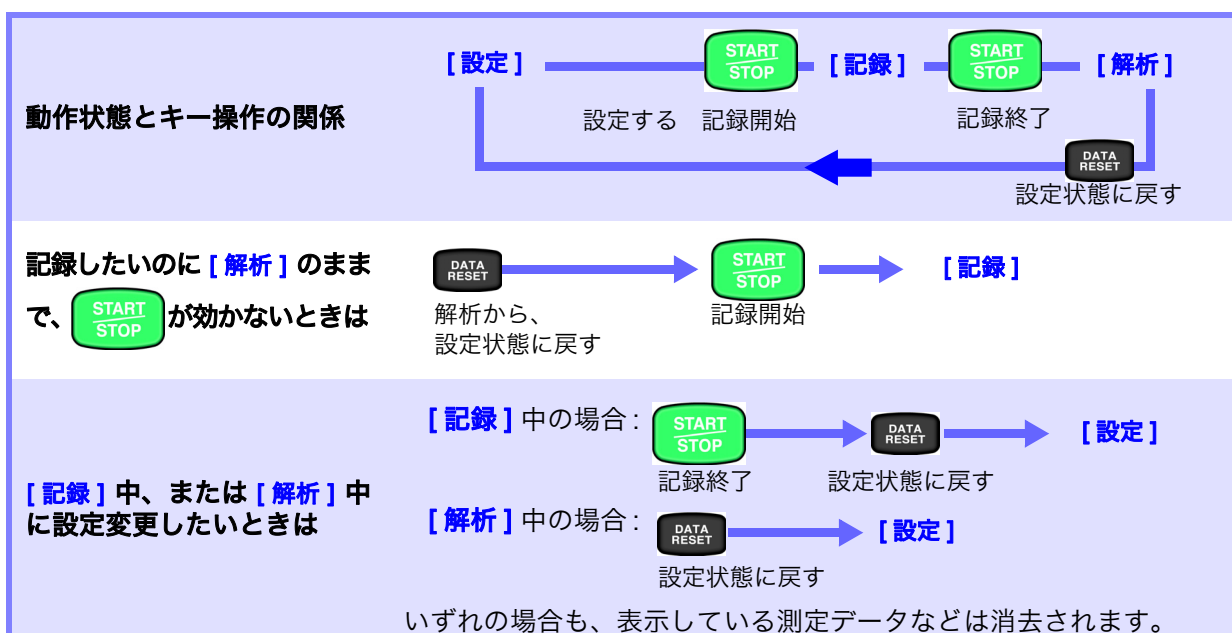 動作状態とキー操作の関係
[ 設定 ] START STOP [ 記録 ] START STOP [ 解析 ]
設定する 記録開始 記録終了
DATA RESET
設定状態に戻す
記録したいのに [ 解析 ] のまま
で、 START STOP が効かないときは
DATA RESET START STOP [ 記録 ]
解析から、 記録開始
設定状態に戻す
[ 記録 ] 中、または [ 解析 ] 中
に設定変更したいときは
[ 記録 ] 中の場合 : START STOP DATA RESET [ 設定 ]
記録終了 設定状態に戻す
[ 解析 ] 中の場合 : DATA RESET [ 設定 ]
設定状態に戻す
いずれの場合も、表示している測定データなどは消去されます。